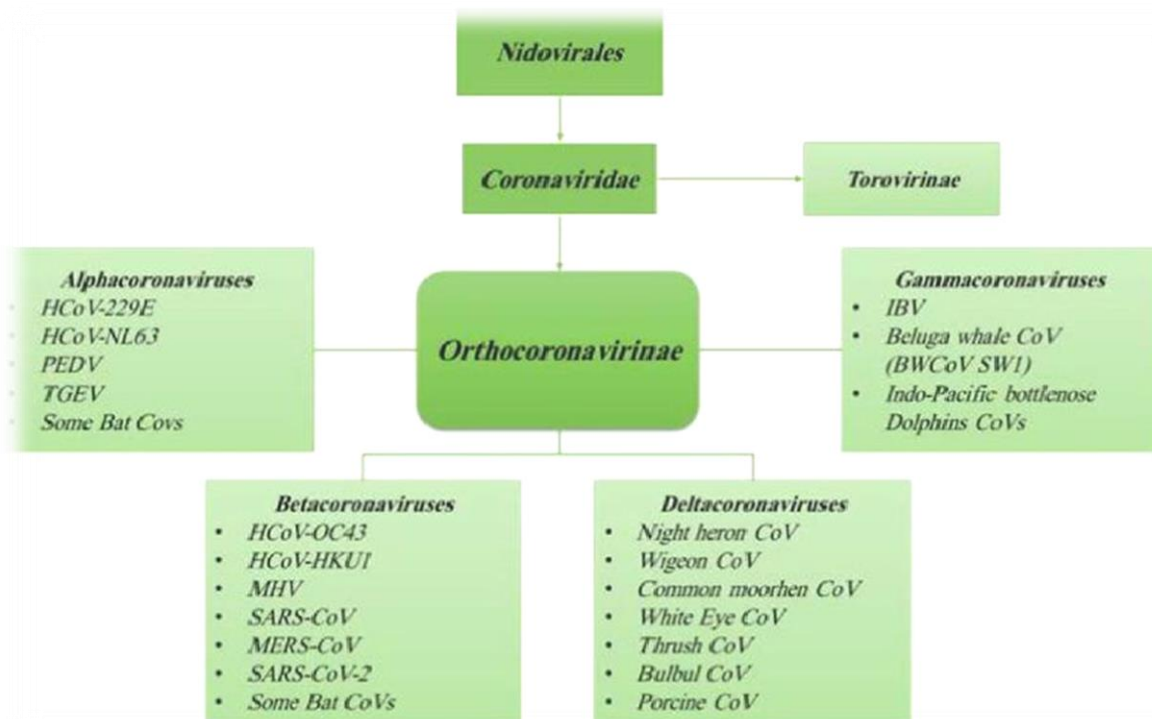 Nidovirales
Coronaviridae
Torovirinae
Alphacoronaviruses
HCoV-229E
HCoV-NL63
PEDV
TGEV
Some Bat Covs
Orthocoronavirinae
Gammacoronaviruses
• IBV
• Beluga whale CoV
(BWCoV SW1)
• Indo-Pacific bottlenose
Dolphins CoVs
Betacoronaviruses
• HCoV-OC43
• HCoV-HKU1
• MHV
• SARS-CoV
• MERS-CoV
• SARS-CoV-2
• Some Bat CoVs
Deltacoronaviruses
• Night heron CoV
• Wigeon CoV
• Common moorhen CoV
• White Eye CoV
• Thrush CoV
• Bulbul CoV
• Porcine CoV